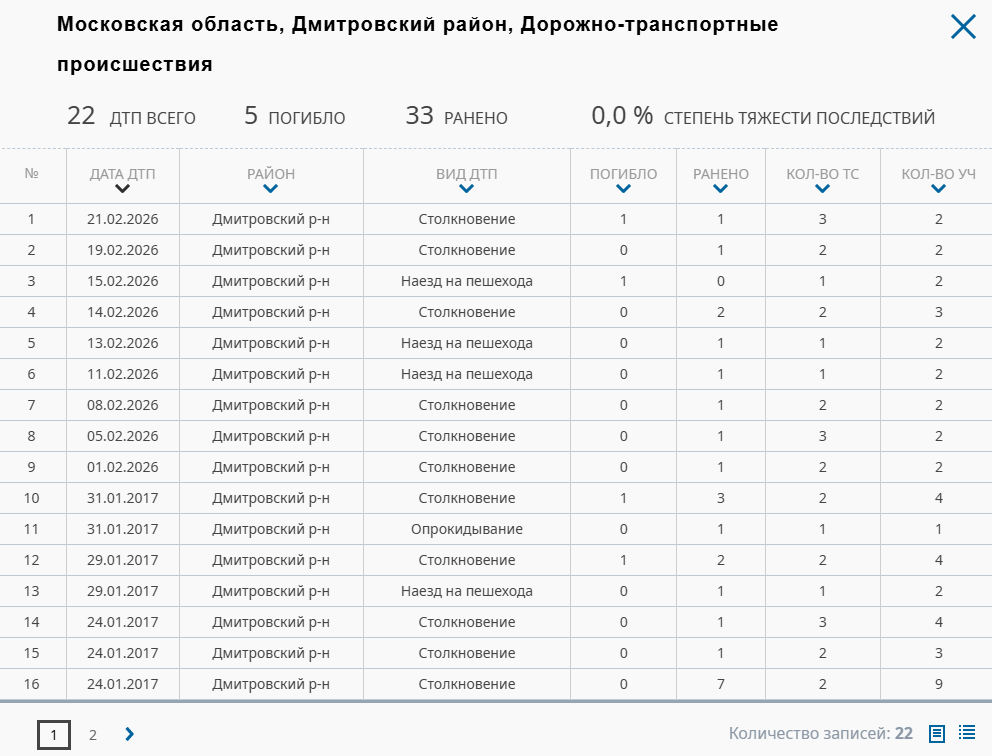 Московская область, Дмитровский район, Дорожно-транспортные
происшествия
22 ДТП ВСЕГО 5 ПОГИБЛО 33 РАНЕНО 0,0 % СТЕПЕНЬ ТЯЖЕСТИ ПОСЛЕДСТВИЙ
№ ДАТА ДТП РАЙОН ВИД ДТП ПОГИБЛО РАНЕНО КОЛ-ВО ТС КОЛ-ВО УЧ
1 21.02.2026 Дмитровский р-н Столкновение 1 1 3 2
2 19.02.2026 Дмитровский р-н Столкновение 0 1 2 2
3 15.02.2026 Дмитровский р-н Наезд на пешехода 1 0 1 2
4 14.02.2026 Дмитровский р-н Столкновение 0 2 2 3
5 13.02.2026 Дмитровский р-н Наезд на пешехода 0 1 1 2
6 11.02.2026 Дмитровский р-н Наезд на пешехода 0 1 1 2
7 08.02.2026 Дмитровский р-н Столкновение 0 1 2 2
8 05.02.2026 Дмитровский р-н Столкновение 0 1 3 2
9 01.02.2026 Дмитровский р-н Столкновение 0 1 2 2
10 31.01.2017 Дмитровский р-н Столкновение 1 3 2 4
11 31.01.2017 Дмитровский р-н Опрокидывание 0 1 1 1
12 29.01.2017 Дмитровский р-н Столкновение 1 2 2 4
13 29.01.2017 Дмитровский р-н Наезд на пешехода 0 1 1 2
14 24.01.2017 Дмитровский р-н Столкновение 0 1 3 4
15 24.01.2017 Дмитровский р-н Столкновение 0 1 2 3
16 24.01.2017 Дмитровский р-н Столкновение 0 7 2 9
1 2 Количество записей: 22